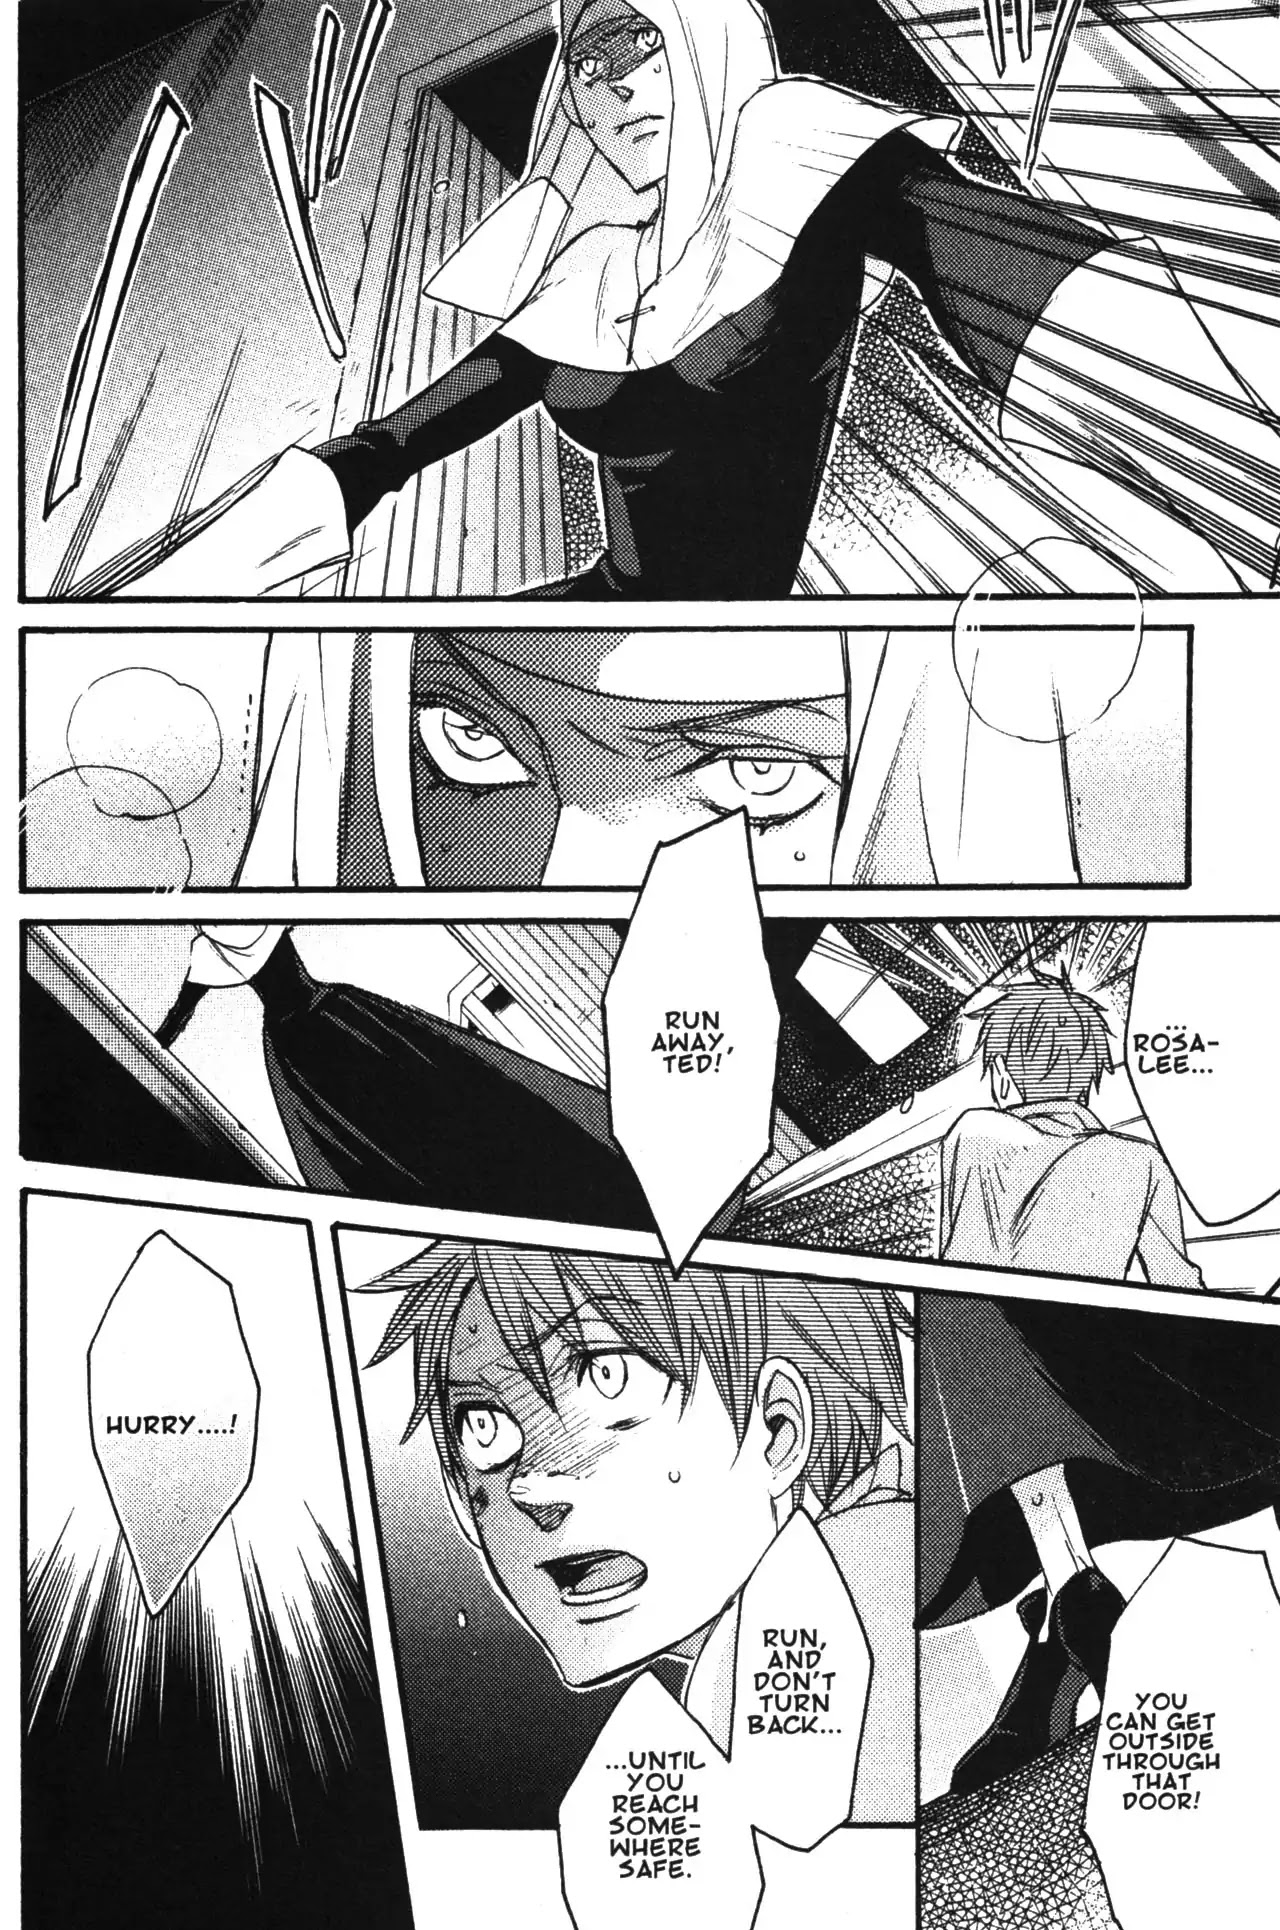 ...
ROSA-
LEE...
RUN
AWAY,
TED!
YOU
CAN GET
OUTSIDE
THROUGH
THAT
DOOR!
RUN,
AND
DON'T
TURN
BACK...
...UNTIL
YOU
REACH
SOME-
WHERE
SAFE.
HURRY....!